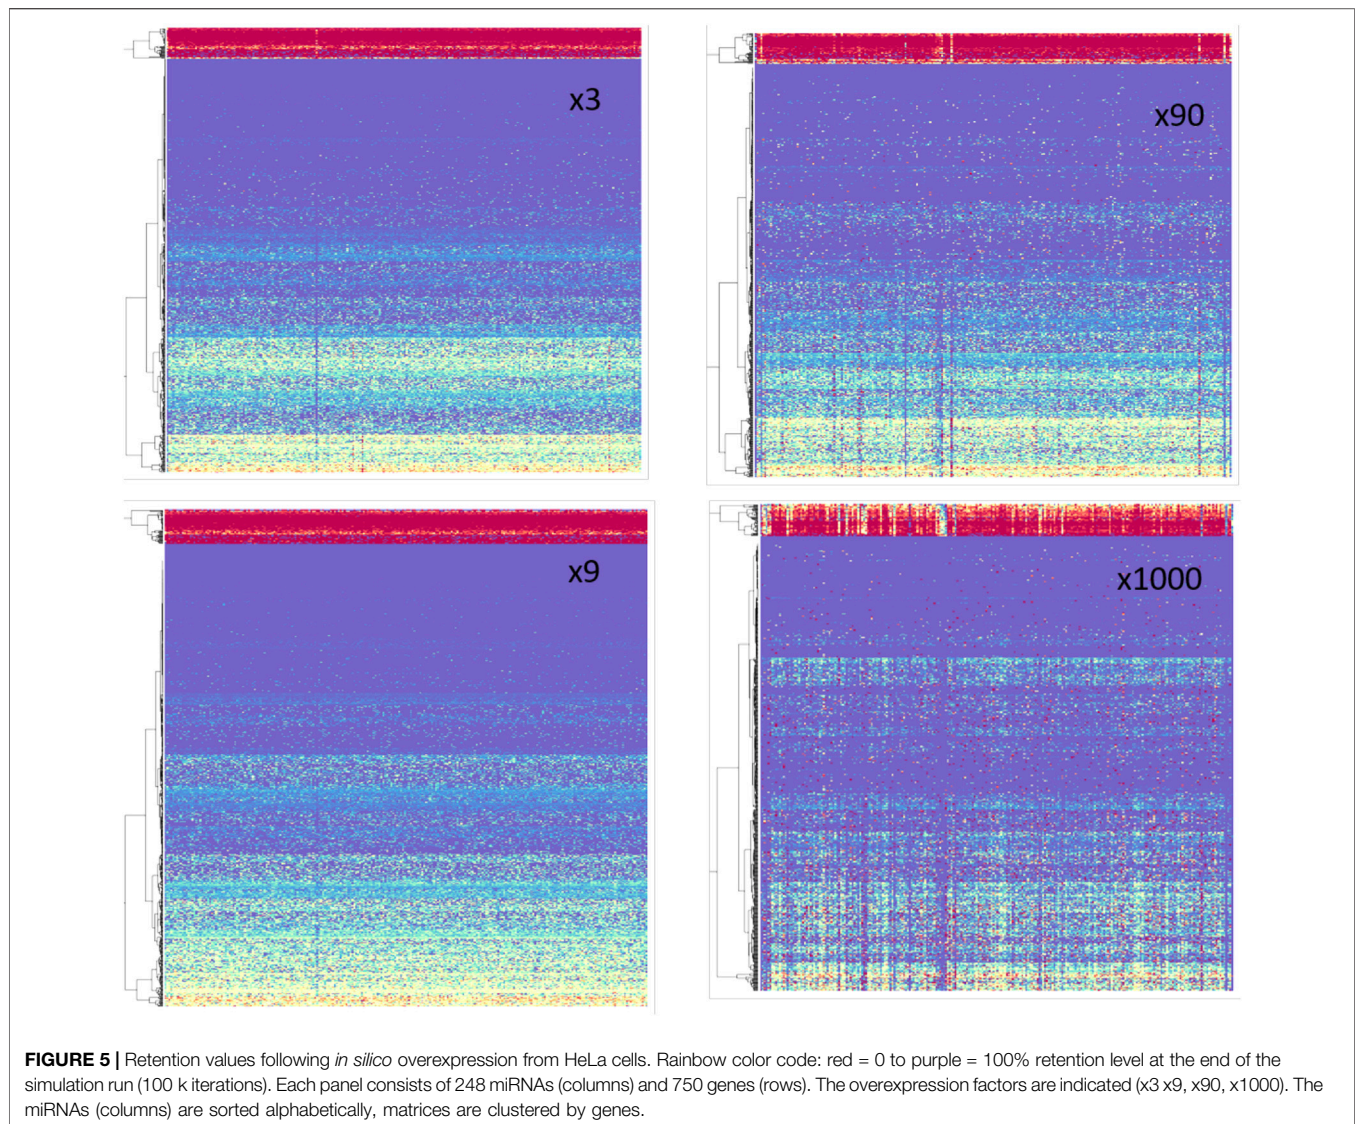 x3
x90
x9
x1000
FIGURE 5 | Retention values following in silico overexpression from HeLa cells. Rainbow color code: red = 0 to purple = 100% retention level at the end of the
simulation run (100 k iterations). Each panel consists of 248 miRNAs (columns) and 750 genes (rows). The overexpression factors are indicated (x3 x9, x90, x1000). The
miRNAs (columns) are sorted alphabetically, matrices are clustered by genes.